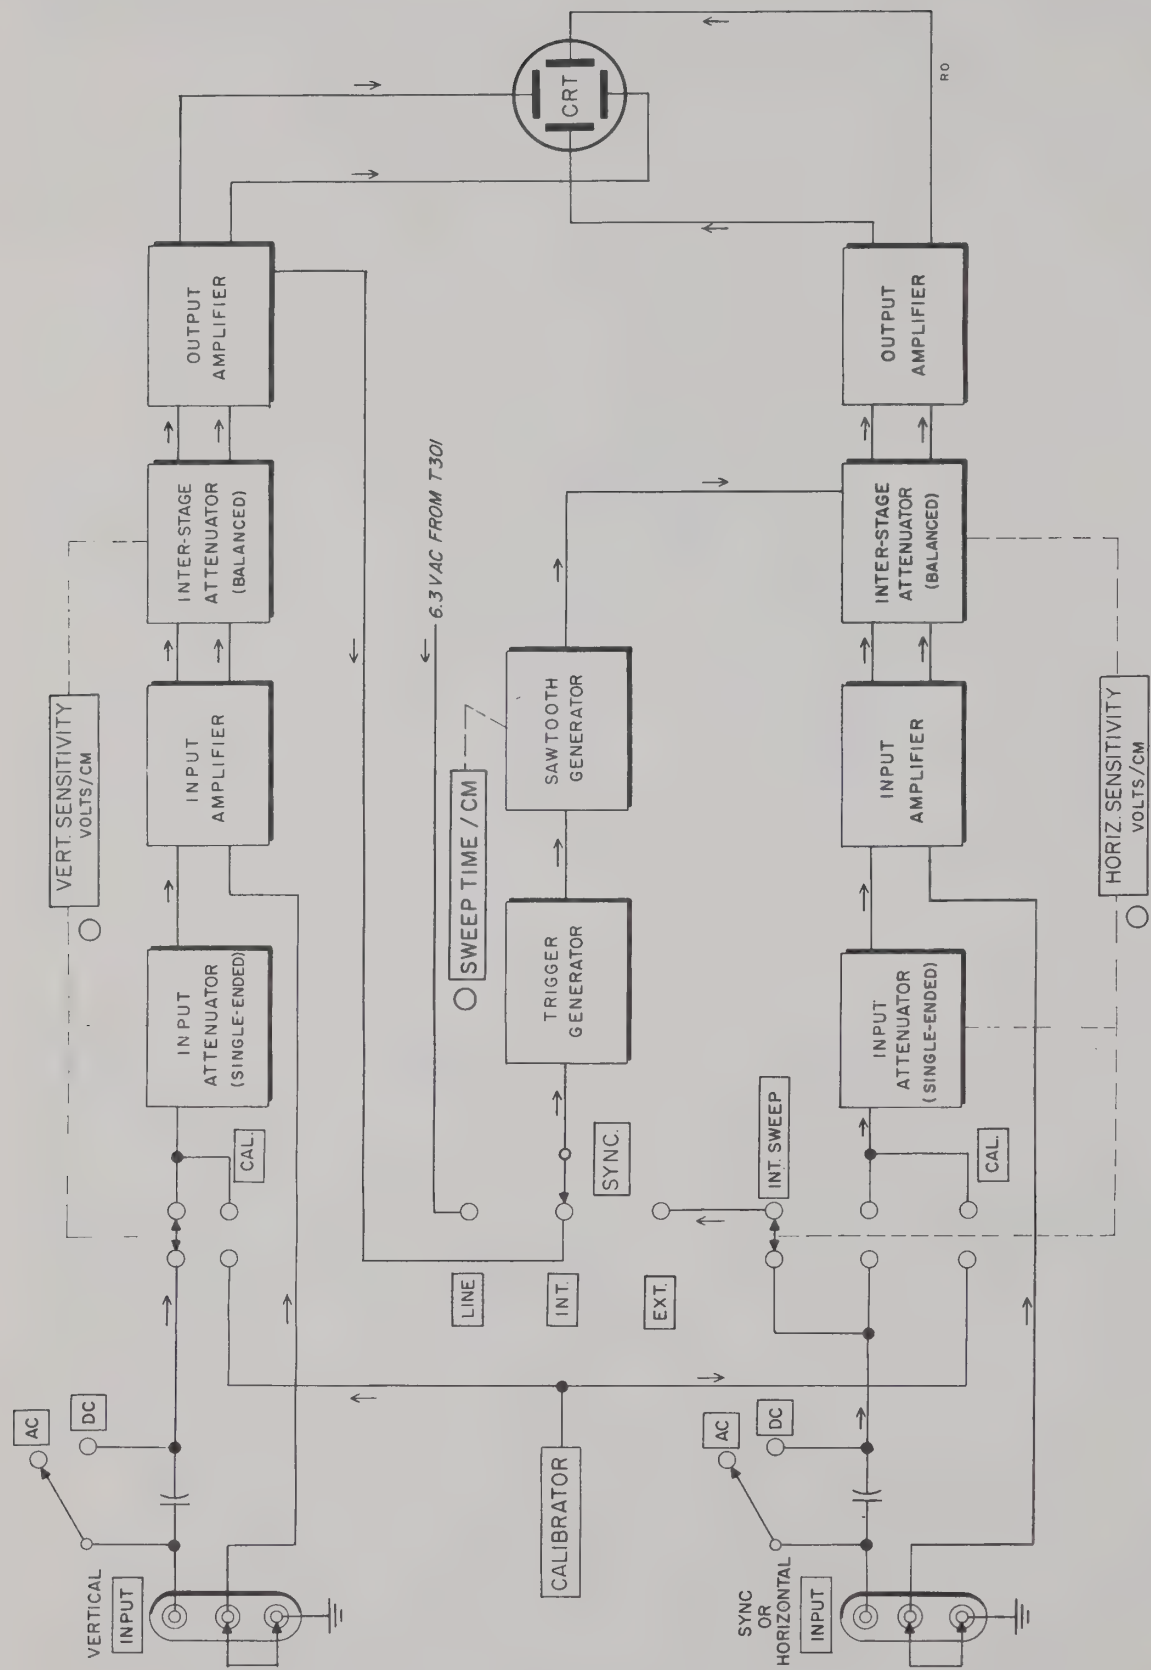 VERTICAL
INPUT
AC
DC
VERT. SENSITIVITY
VOLTS/CM
CAL.
INPUT
ATTENUATOR
(SINGLE-ENDED)
INPUT
AMPLIFIER
INTER-STAGE
ATTENUATOR
(BALANCED)
OUTPUT
AMPLIFIER
CRT
CALIBRATOR
LINE
INT.
EXT.
SYNC.
6.3 VAC FROM T301
SWEEP TIME / CM
TRIGGER
GENERATOR
SAWTOOTH
GENERATOR
SYNC
OR
HORIZONTAL
INPUT
AC
DC
INT. SWEEP
CAL.
INPUT
ATTENUATOR
(SINGLE-ENDED)
INPUT
AMPLIFIER
INTER-STAGE
ATTENUATOR
(BALANCED)
OUTPUT
AMPLIFIER
RO
HORIZ. SENSITIVITY
VOLTS/CM